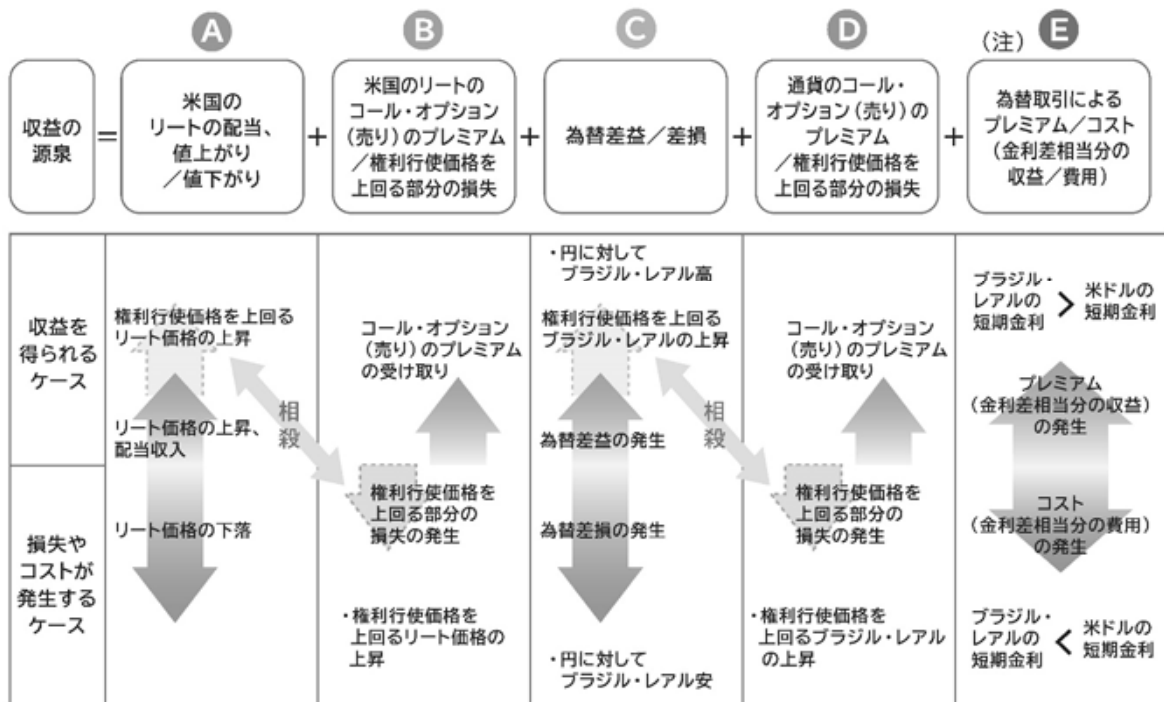 A
B
C
D
(注) E
収益の
源泉
=
米国の
リートの配当、
値上がり
/値下がり
+
米国のリートの
コール・オプション
(売り)のプレミアム
/権利行使価格を
上回る部分の損失
+
為替差益/差損
+
通貨のコール・
オプション(売り)の
プレミアム
/権利行使価格を
上回る部分の損失
+
為替取引による
プレミアム/コスト
(金利差相当分の
収益/費用)
収益を
得られる
ケース
権利行使価格を上回る
リート価格の上昇
リート価格の上昇、
配当収入
相殺
コール・オプション
(売り)のプレミアム
の受け取り
・円に対して
ブラジル・レアル高
権利行使価格を上回る
ブラジル・レアルの上昇
為替差益の発生
相殺
コール・オプション
(売り)のプレミアム
の受け取り
ブラジル・
レアルの
短期金利
>
米ドルの
短期金利
プレミアム
(金利差相当分の収益)
の発生
損失や
コストが
発生する
ケース
リート価格の下落
権利行使価格を
上回る部分の
損失の発生
・権利行使価格を
上回るリート価格の
上昇
為替差損の発生
・円に対して
ブラジル・レアル安
権利行使価格を
上回る部分の
損失の発生
・権利行使価格を
上回るブラジル・レアル
の上昇
コスト
(金利差相当分の費用)
の発生
ブラジル・
レアルの
短期金利
<
米ドルの
短期金利